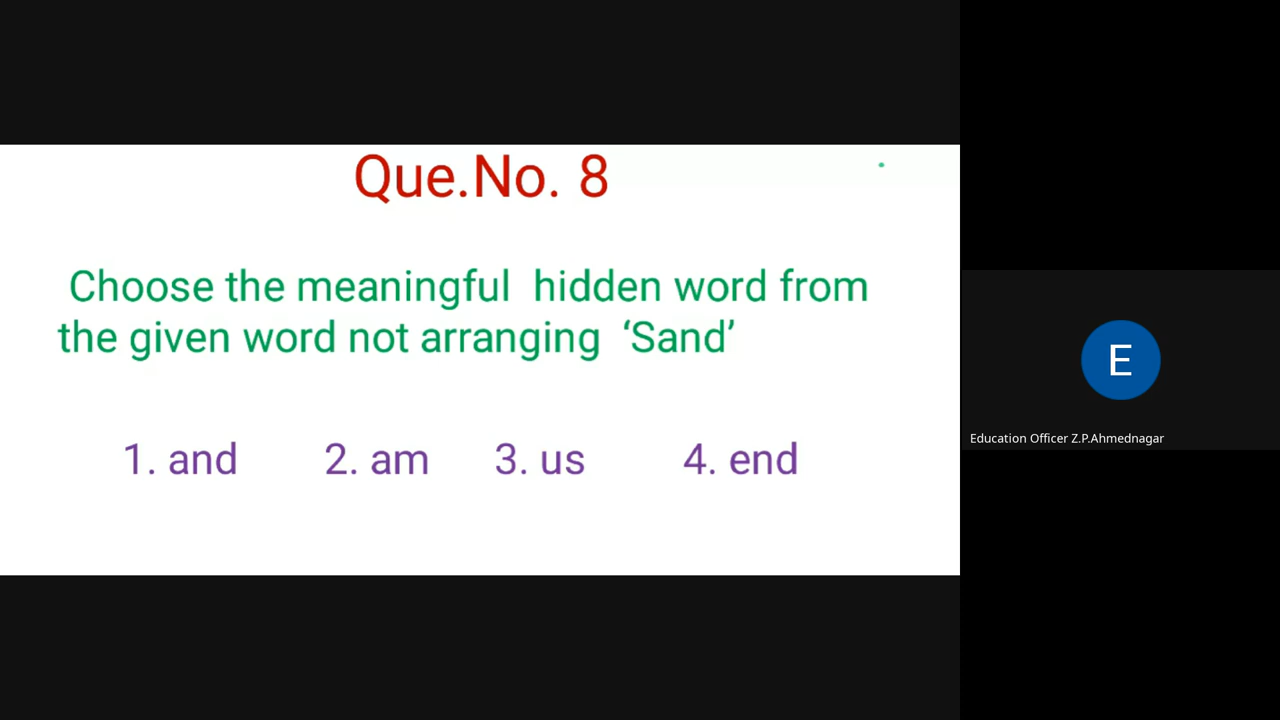 Que.No. 8
Choose the meaningful hidden word from
the given word not arranging ‘Sand’
1. and 2. am 3. us 4. end
E
Education Officer Z.P.Ahmednagar